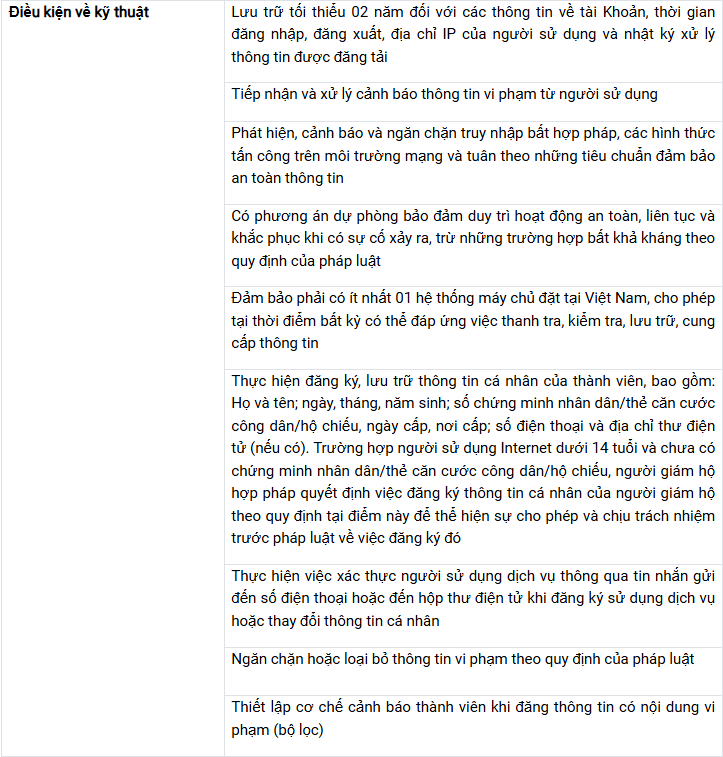 Điều kiện về kỹ thuật
Lưu trữ tối thiểu 02 năm đối với các thông tin về tài Khoản, thời gian
đăng nhập, đăng xuất, địa chỉ IP của người sử dụng và nhật ký xử lý
thông tin được đăng tải
Tiếp nhận và xử lý cảnh báo thông tin vi phạm từ người sử dụng
Phát hiện, cảnh báo và ngăn chặn truy nhập bất hợp pháp, các hình thức
tấn công trên môi trường mạng và tuân theo những tiêu chuẩn đảm bảo
an toàn thông tin
Có phương án dự phòng bảo đảm duy trì hoạt động an toàn, liên tục và
khắc phục khi có sự cố xảy ra, trừ những trường hợp bất khả kháng theo
quy định của pháp luật
Đảm bảo phải có ít nhất 01 hệ thống máy chủ đặt tại Việt Nam, cho phép
tại thời điểm bất kỳ có thể đáp ứng việc thanh tra, kiểm tra, lưu trữ, cung
cấp thông tin
Thực hiện đăng ký, lưu trữ thông tin cá nhân của thành viên, bao gồm:
Họ và tên; ngày, tháng, năm sinh; số chứng minh nhân dân/thẻ căn cước
công dân/hộ chiếu, ngày cấp, nơi cấp; số điện thoại và địa chỉ thư điện
tử (nếu có). Trường hợp người sử dụng Internet dưới 14 tuổi và chưa có
chứng minh nhân dân/thẻ căn cước công dân/hộ chiếu, người giám hộ
hợp pháp quyết định việc đăng ký thông tin cá nhân của người giám hộ
theo quy định tại điểm này để thể hiện sự cho phép và chịu trách nhiệm
trước pháp luật về việc đăng ký đó
Thực hiện việc xác thực người sử dụng dịch vụ thông qua tin nhắn gửi
đến số điện thoại hoặc đến hộp thư điện tử khi đăng ký sử dụng dịch vụ
hoặc thay đổi thông tin cá nhân
Ngăn chặn hoặc loại bỏ thông tin vi phạm theo quy định của pháp luật
Thiết lập cơ chế cảnh báo thành viên khi đăng thông tin có nội dung vi
phạm (bộ lọc)